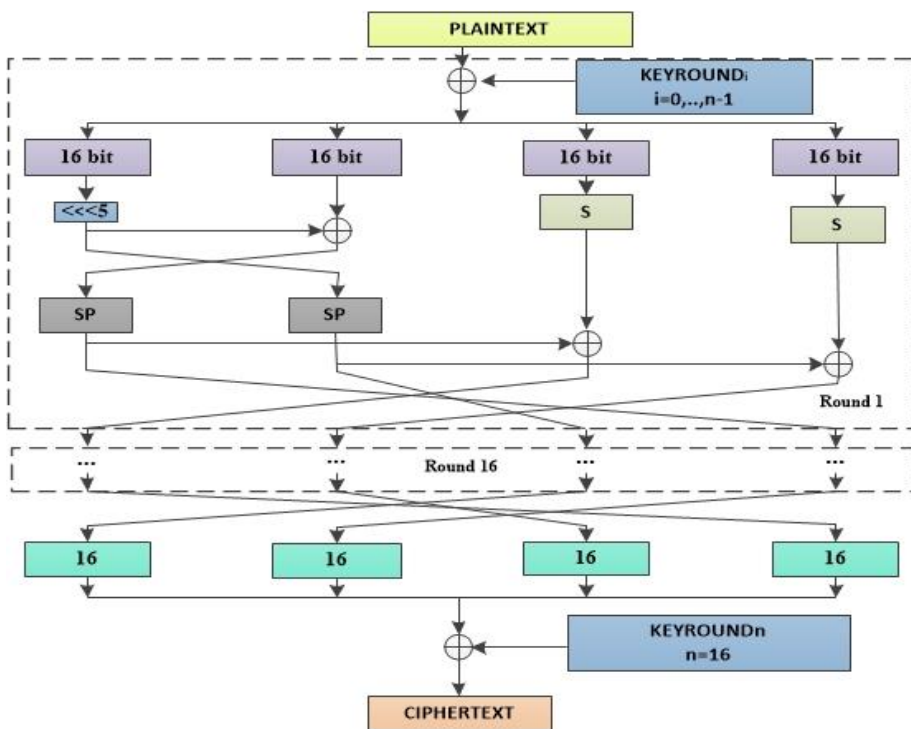 PLAINTEXT
KEYROUNDi
i=0,..,n-1
16 bit
16 bit
16 bit
16 bit
<<<5
S
S
SP
SP
Round 1
...
...
...
...
Round 16
16
16
16
16
KEYROUNDn
n=16
CIPHERTEXT